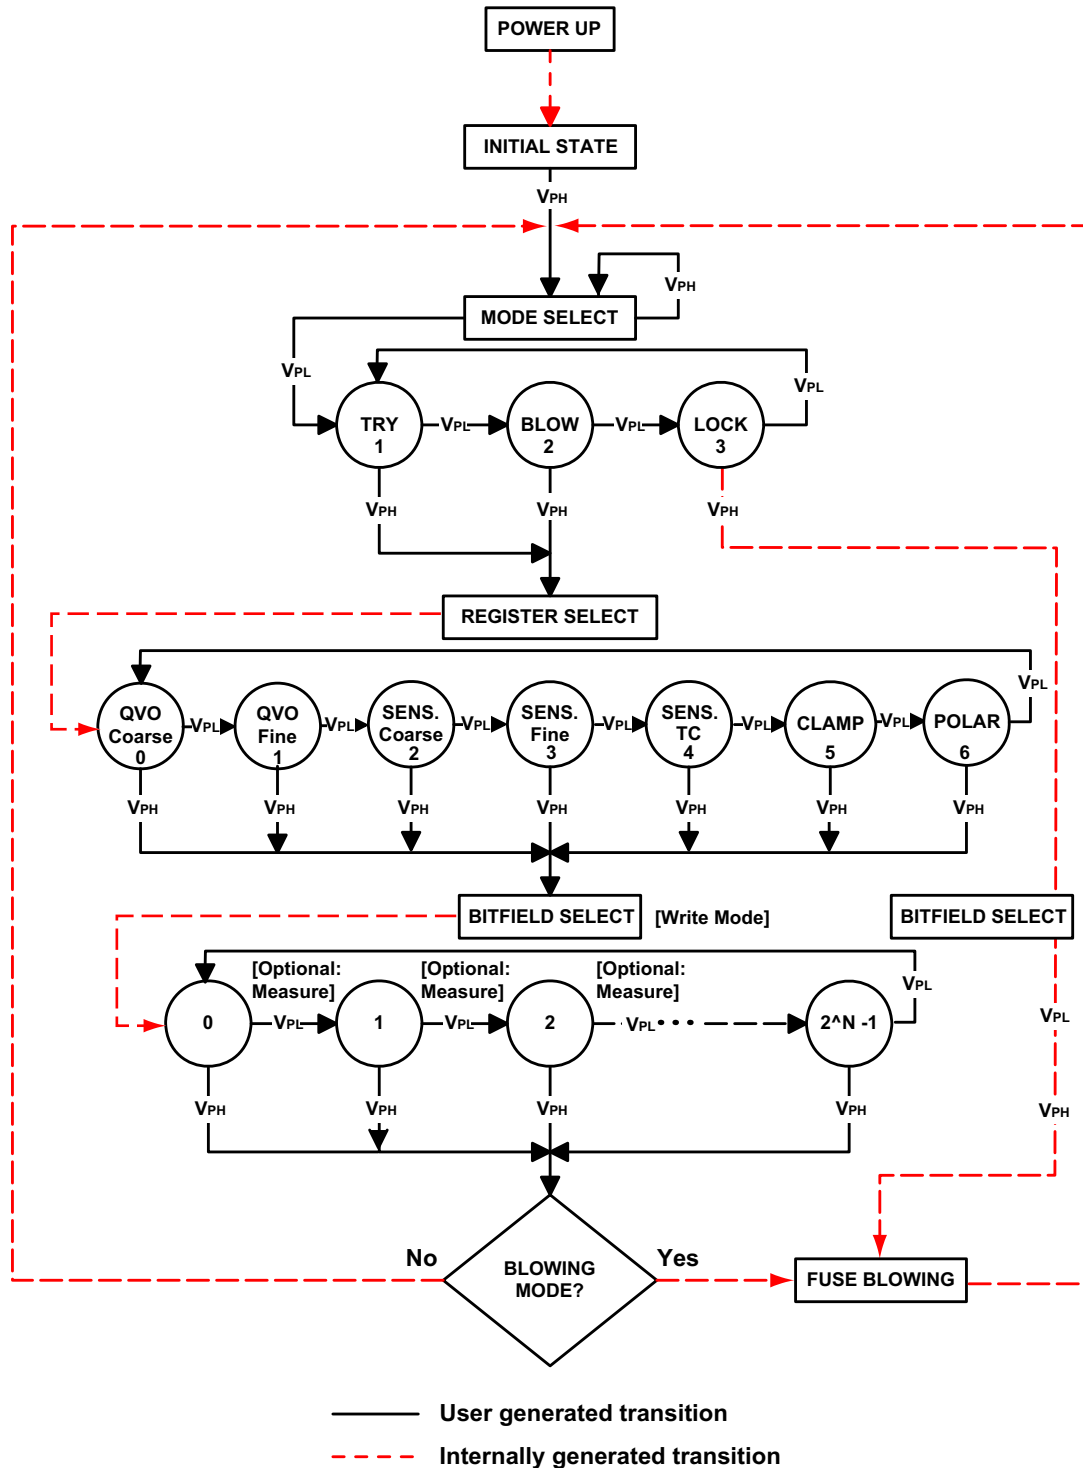 POWER UP
INITIAL STATE
VPH
VPH
MODE SELECT
VPL
VPL
TRY
1
VPL
BLOW
2
VPL
LOCK
3
VPH
VPH
VPH
REGISTER SELECT
VPL
QVO
Coarse
0
VPL
QVO
Fine
1
VPL
SENS.
Coarse
2
VPL
SENS.
Fine
3
VPL
SENS.
TC
4
VPL
CLAMP
5
VPL
POLAR
6
VPH
VPH
VPH
VPH
VPH
VPH
VPH
BITFIELD SELECT
[Write Mode]
BITFIELD SELECT
[Optional:
Measure]
[Optional:
Measure]
[Optional:
Measure]
VPL
0
VPL
1
VPL
2
VPL
• • •
2^N -1
VPL
VPH
VPH
VPH
VPH
VPH
No
BLOWING
MODE?
Yes
FUSE BLOWING
User generated transition
Internally generated transition